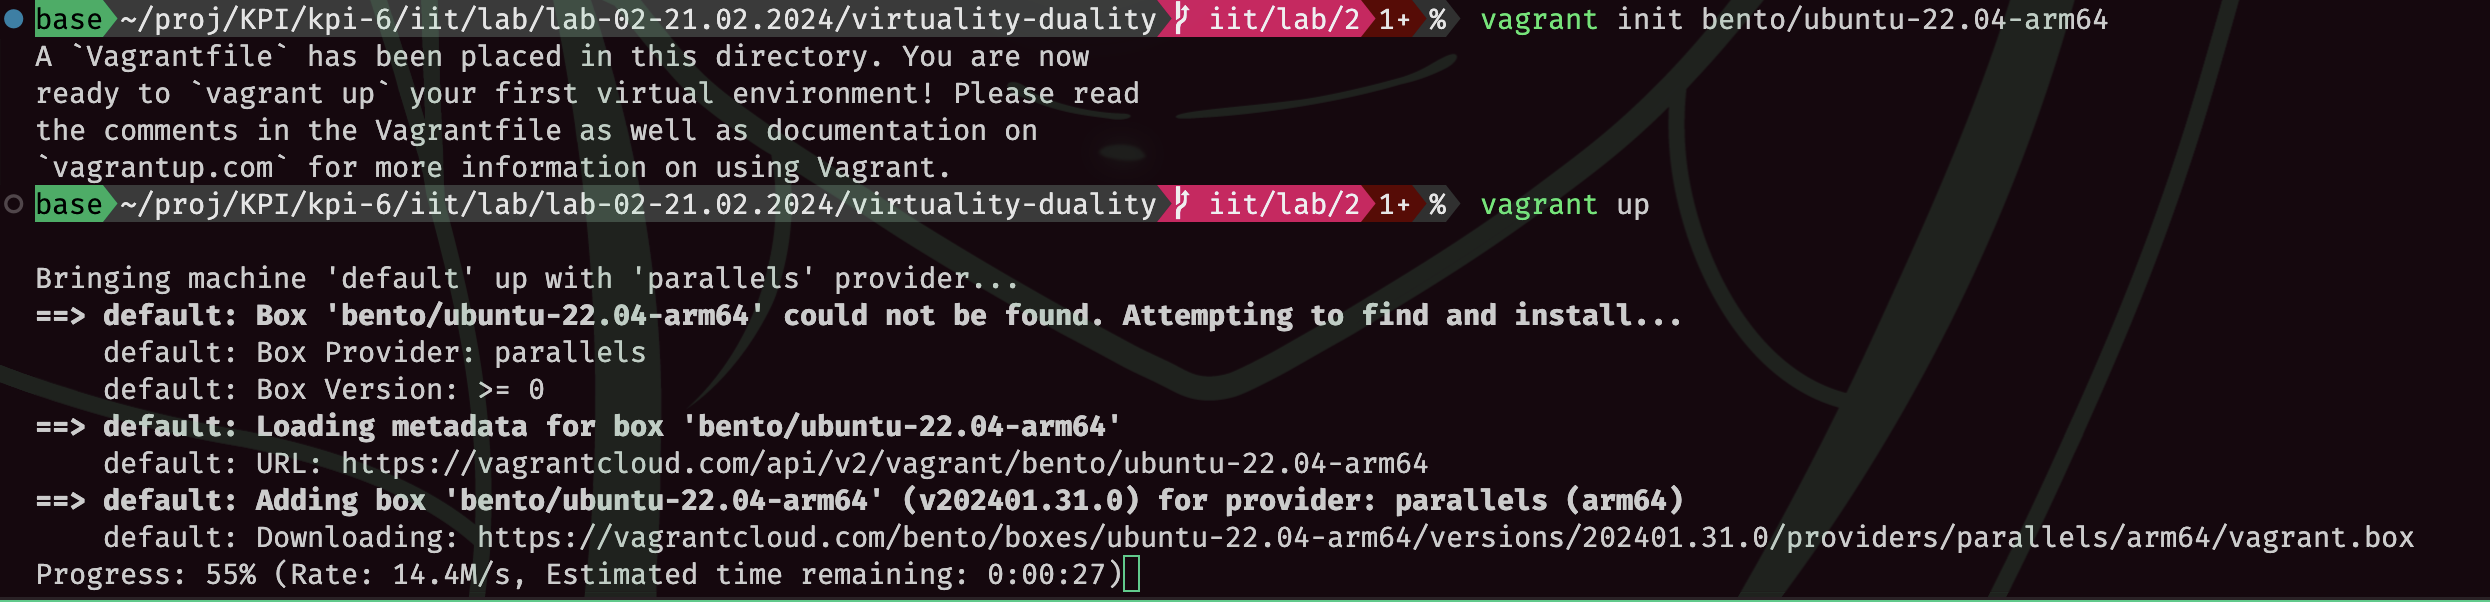 base ~/proj/KPI/kpi-6/iit/lab/lab-02-21.02.2024/virtuality-duality iit/lab/2 1+ % vagrant init bento/ubuntu-22.04-arm64
A `Vagrantfile` has been placed in this directory. You are now
ready to `vagrant up` your first virtual environment! Please read
the comments in the Vagrantfile as well as documentation on
`vagrantup.com` for more information on using Vagrant.
base ~/proj/KPI/kpi-6/iit/lab/lab-02-21.02.2024/virtuality-duality iit/lab/2 1+ % vagrant up
Bringing machine 'default' up with 'parallels' provider...
==> default: Box 'bento/ubuntu-22.04-arm64' could not be found. Attempting to find and install...
default: Box Provider: parallels
default: Box Version: >= 0
==> default: Loading metadata for box 'bento/ubuntu-22.04-arm64'
default: URL: https://vagrantcloud.com/api/v2/vagrant/bento/ubuntu-22.04-arm64
==> default: Adding box 'bento/ubuntu-22.04-arm64' (v202401.31.0) for provider: parallels (arm64)
default: Downloading: https://vagrantcloud.com/bento/boxes/ubuntu-22.04-arm64/versions/202401.31.0/providers/parallels/arm64/vagrant.box
Progress: 55% (Rate: 14.4M/s, Estimated time remaining: 0:00:27)